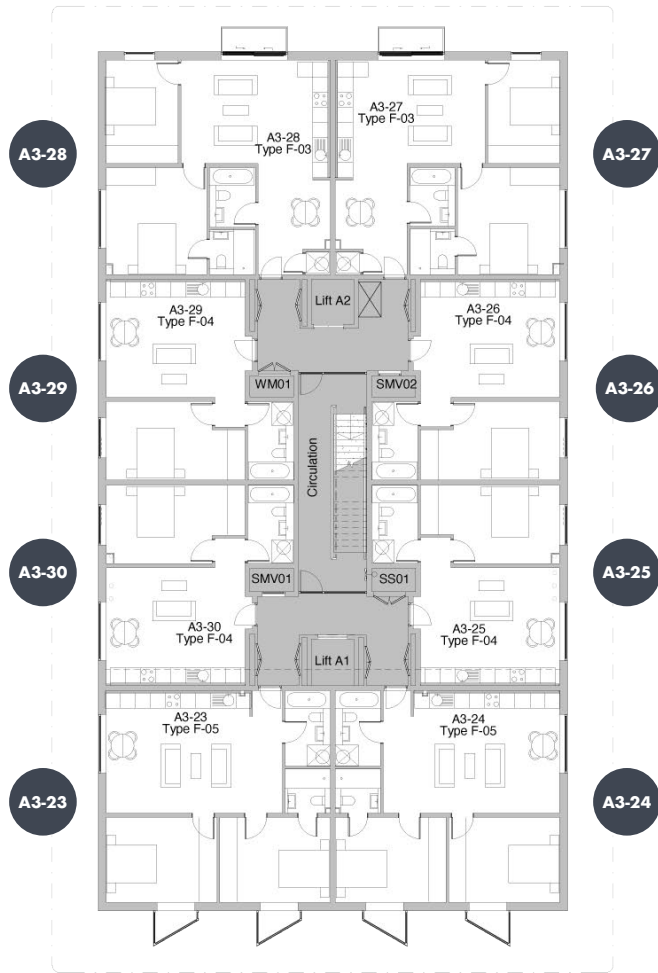 A3-28
A3-28
Type F-03
A3-27
Type F-03
A3-27
Lift A2
A3-29
Type F-04
A3-26
Type F-04
A3-29
WM01
SMV02
A3-26
Circulation
A3-30
SMV01
SS01
A3-25
A3-30
Type F-04
A3-25
Type F-04
Lift A1
A3-23
Type F-05
A3-24
Type F-05
A3-23
A3-24